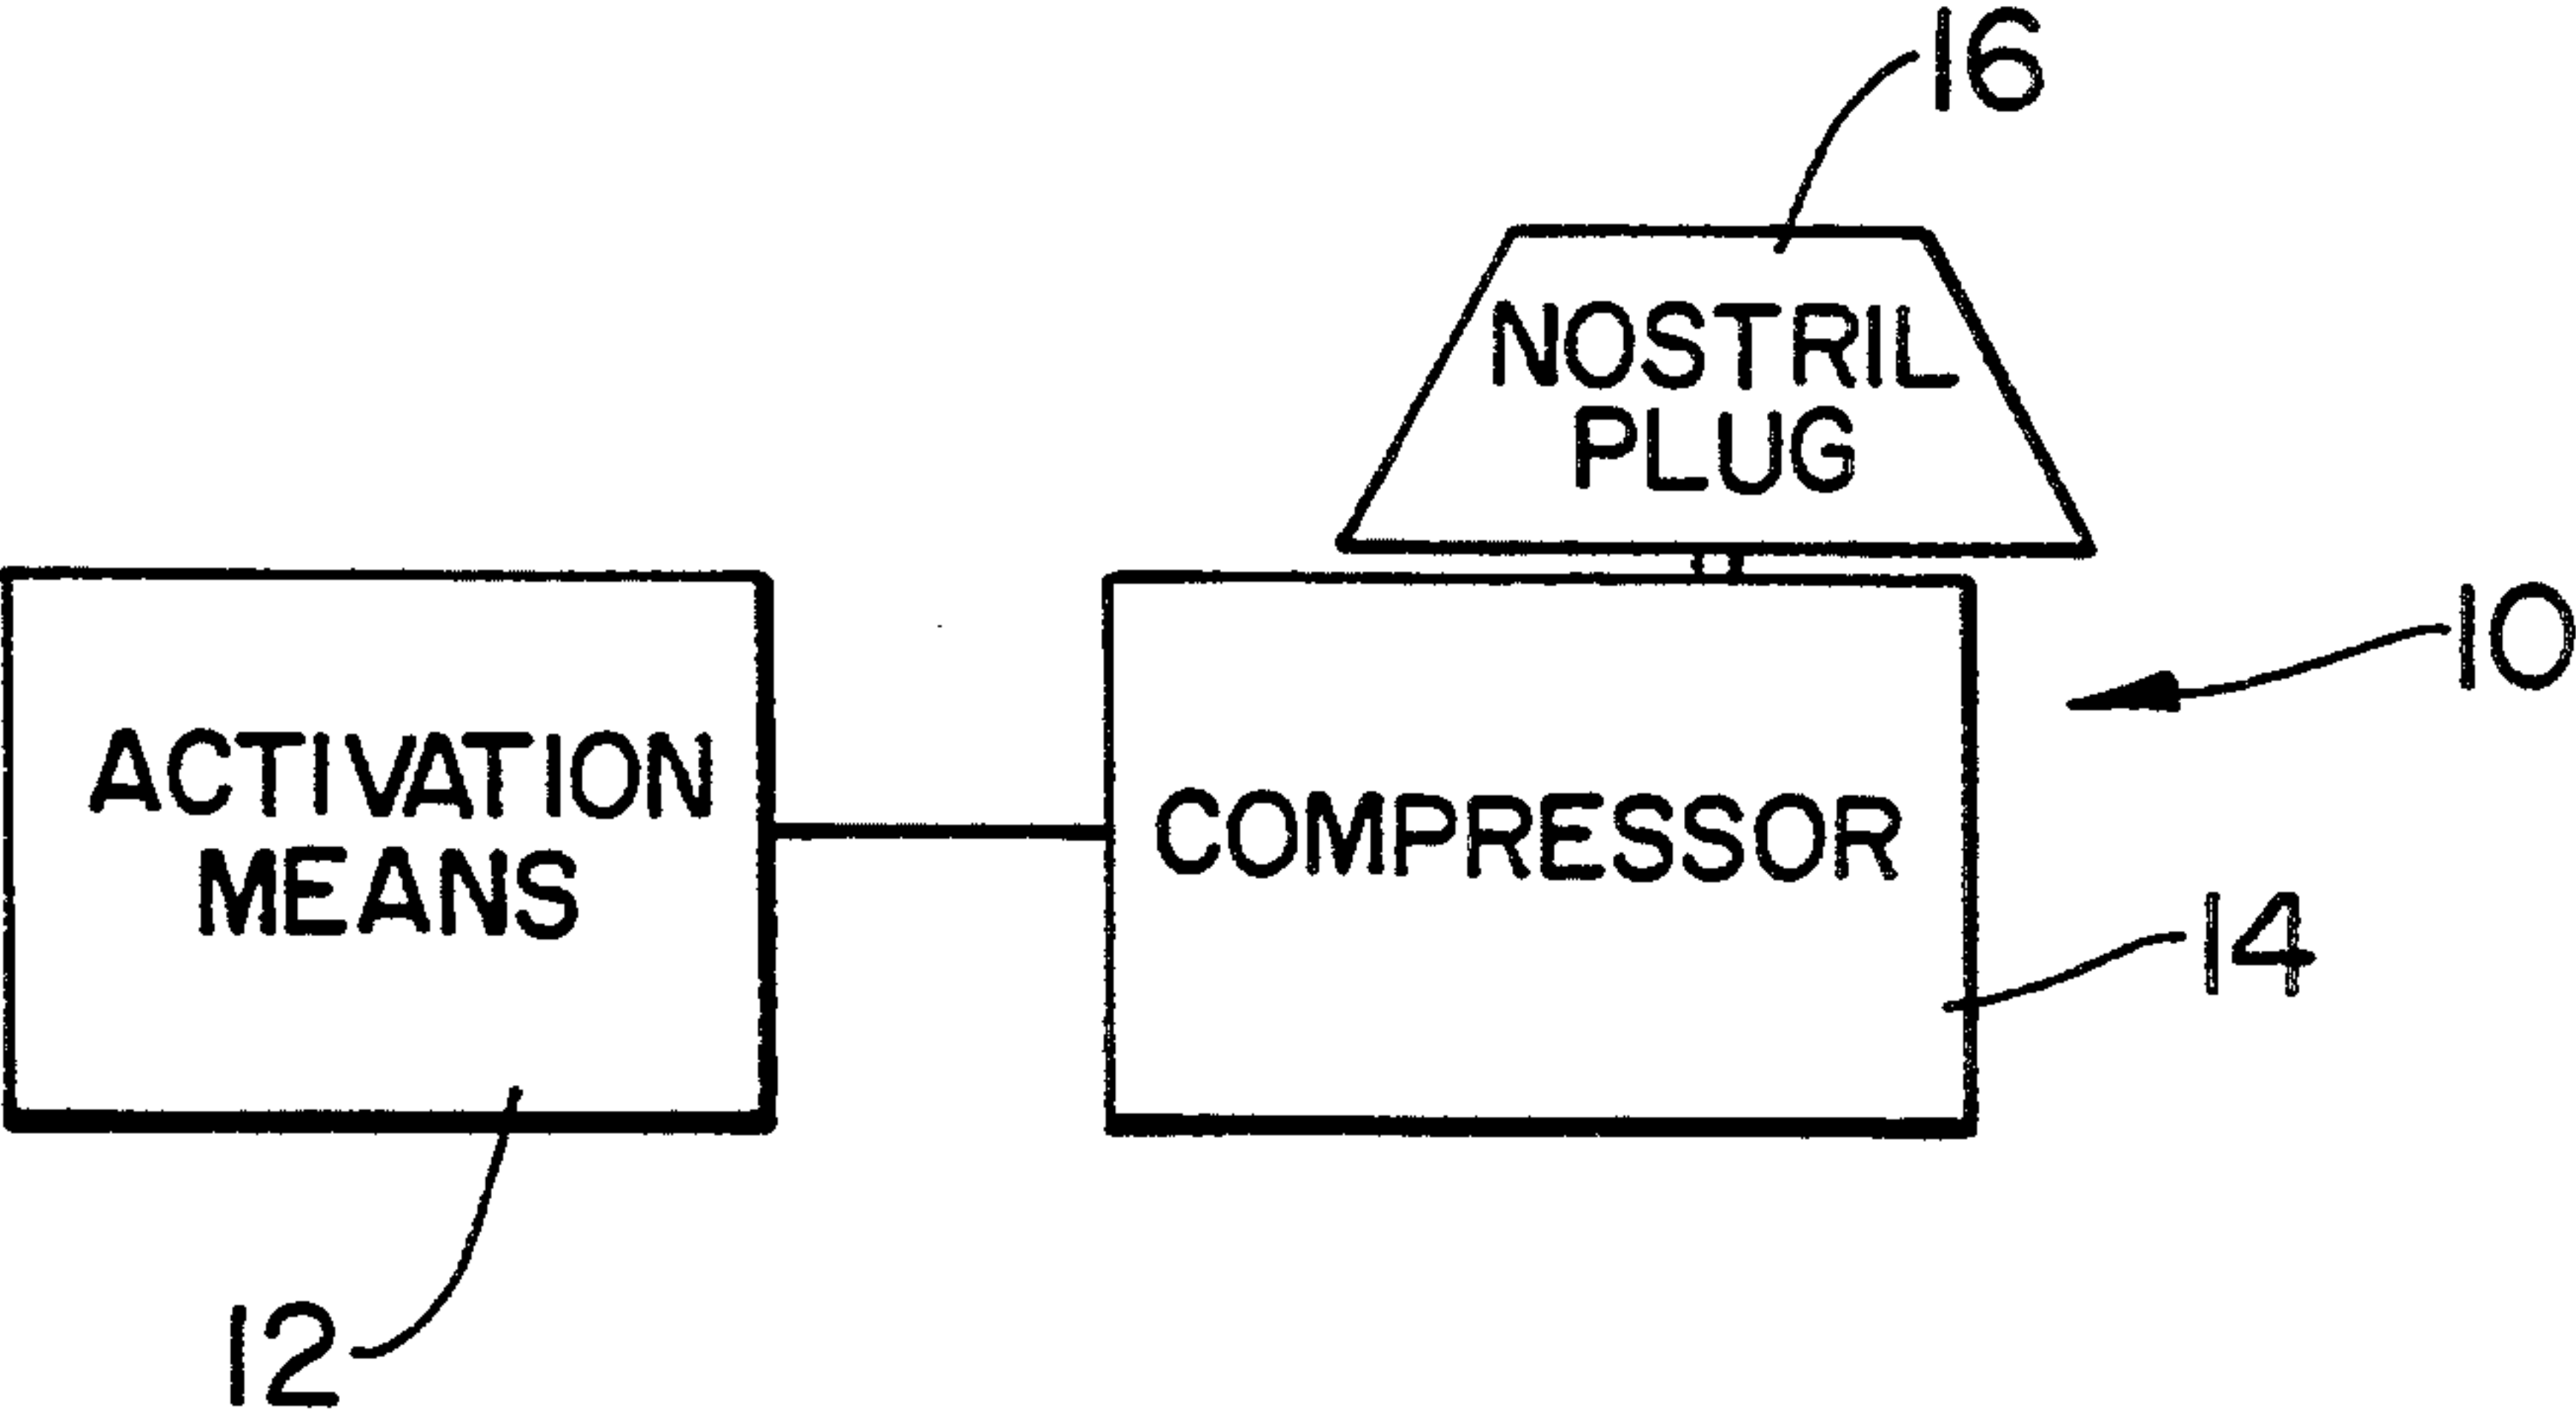 16
NOSTRIL
PLUG
10
ACTIVATION
MEANS
COMPRESSOR
14
12